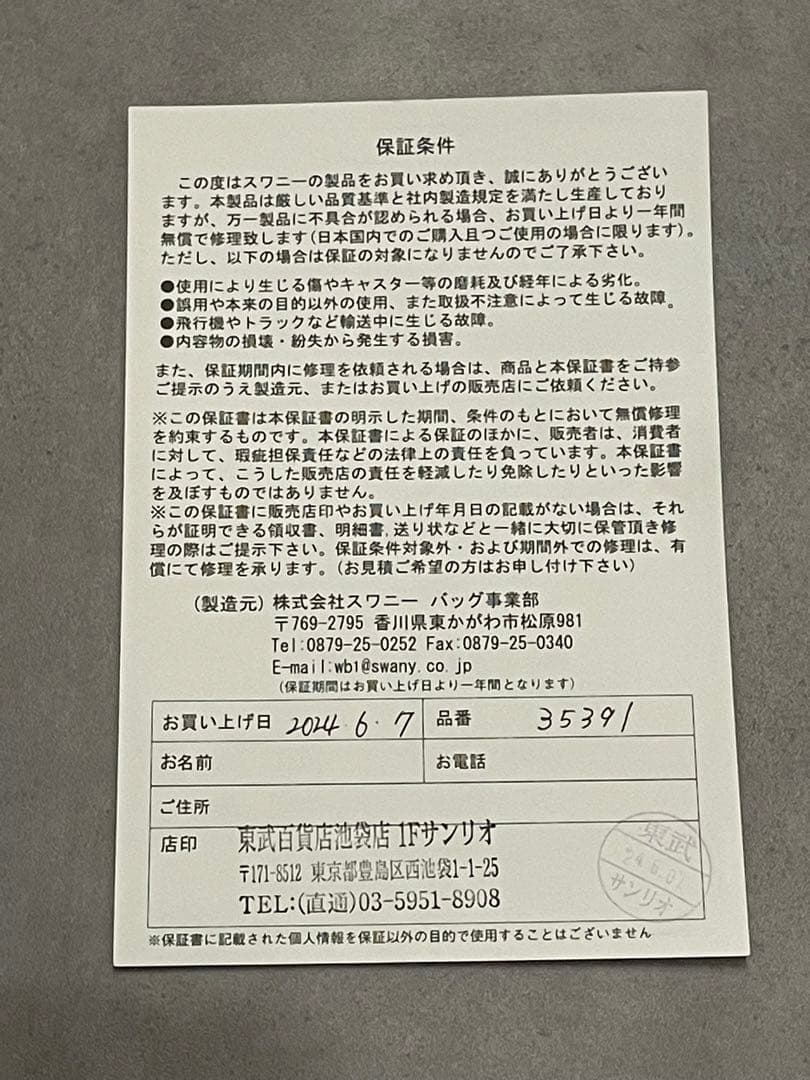 保証条件
この度はスワニーの製品をお買い求め頂き、誠にありがとうござい
ます。本製品は厳しい品質基準と社内製造規定を満たし生産しており
ますが、万一製品に不具合が認められる場合、お買い上げ日より一年間
無償で修理致します(日本国内でのご購入且つご使用の場合に限ります)。
ただし、以下の場合は保証の対象になりませんのでご了承下さい。
●使用により生じる傷やキャスター等の磨耗及び経年による劣化。
●誤用や本来の目的以外の使用、また取扱不注意によって生じる故障。
●飛行機やトラックなど輸送中に生じる故障。
●内容物の損壊・紛失から発生する損害。
また、保証期間内に修理を依頼される場合は、商品と本保証書をご持参
ご提示のうえ製造元、またはお買い上げの販売店にご依頼ください。
※この保証書は本保証書の明示した期間、条件のもとにおいて無償修理
を約束するものです。本保証書による保証のほかに、販売者は、消費者
に対して、瑕疵担保責任などの法律上の責任を負っています。本保証書
によって、こうした販売店の責任を軽減したり免除したりといった影響
を及ぼすものではありません。
※この保証書に販売店印やお買い上げ年月日の記載がない場合は、それ
らが証明できる領収書、明細書,送り状などと一緒に大切に保管頂き修
理の際はご提示下さい。保証条件対象外・および期間外での修理は、有
償にて修理を承ります。(お見積ご希望の方はお申し付け下さい)
(製造元) 株式会社スワニー バッグ事業部
〒769-2795 香川県東かがわ市松原981
Tel:0879-25-0252 Fax:0879-25-0340
E-mail:wb1@swany.co.jp
(保証期間はお買い上げ日より一年間となります)
お買い上げ日 2024.6.7 品番 35391
お名前 お電話
ご住所
店印 東武百貨店池袋店 1Fサンリオ
〒171-8512 東京都豊島区西池袋1-1-25
TEL:(直通)03-5951-8908
東武
24.6.07
サンリオ
※保証書に記載された個人情報を保証以外の目的で使用することはございません